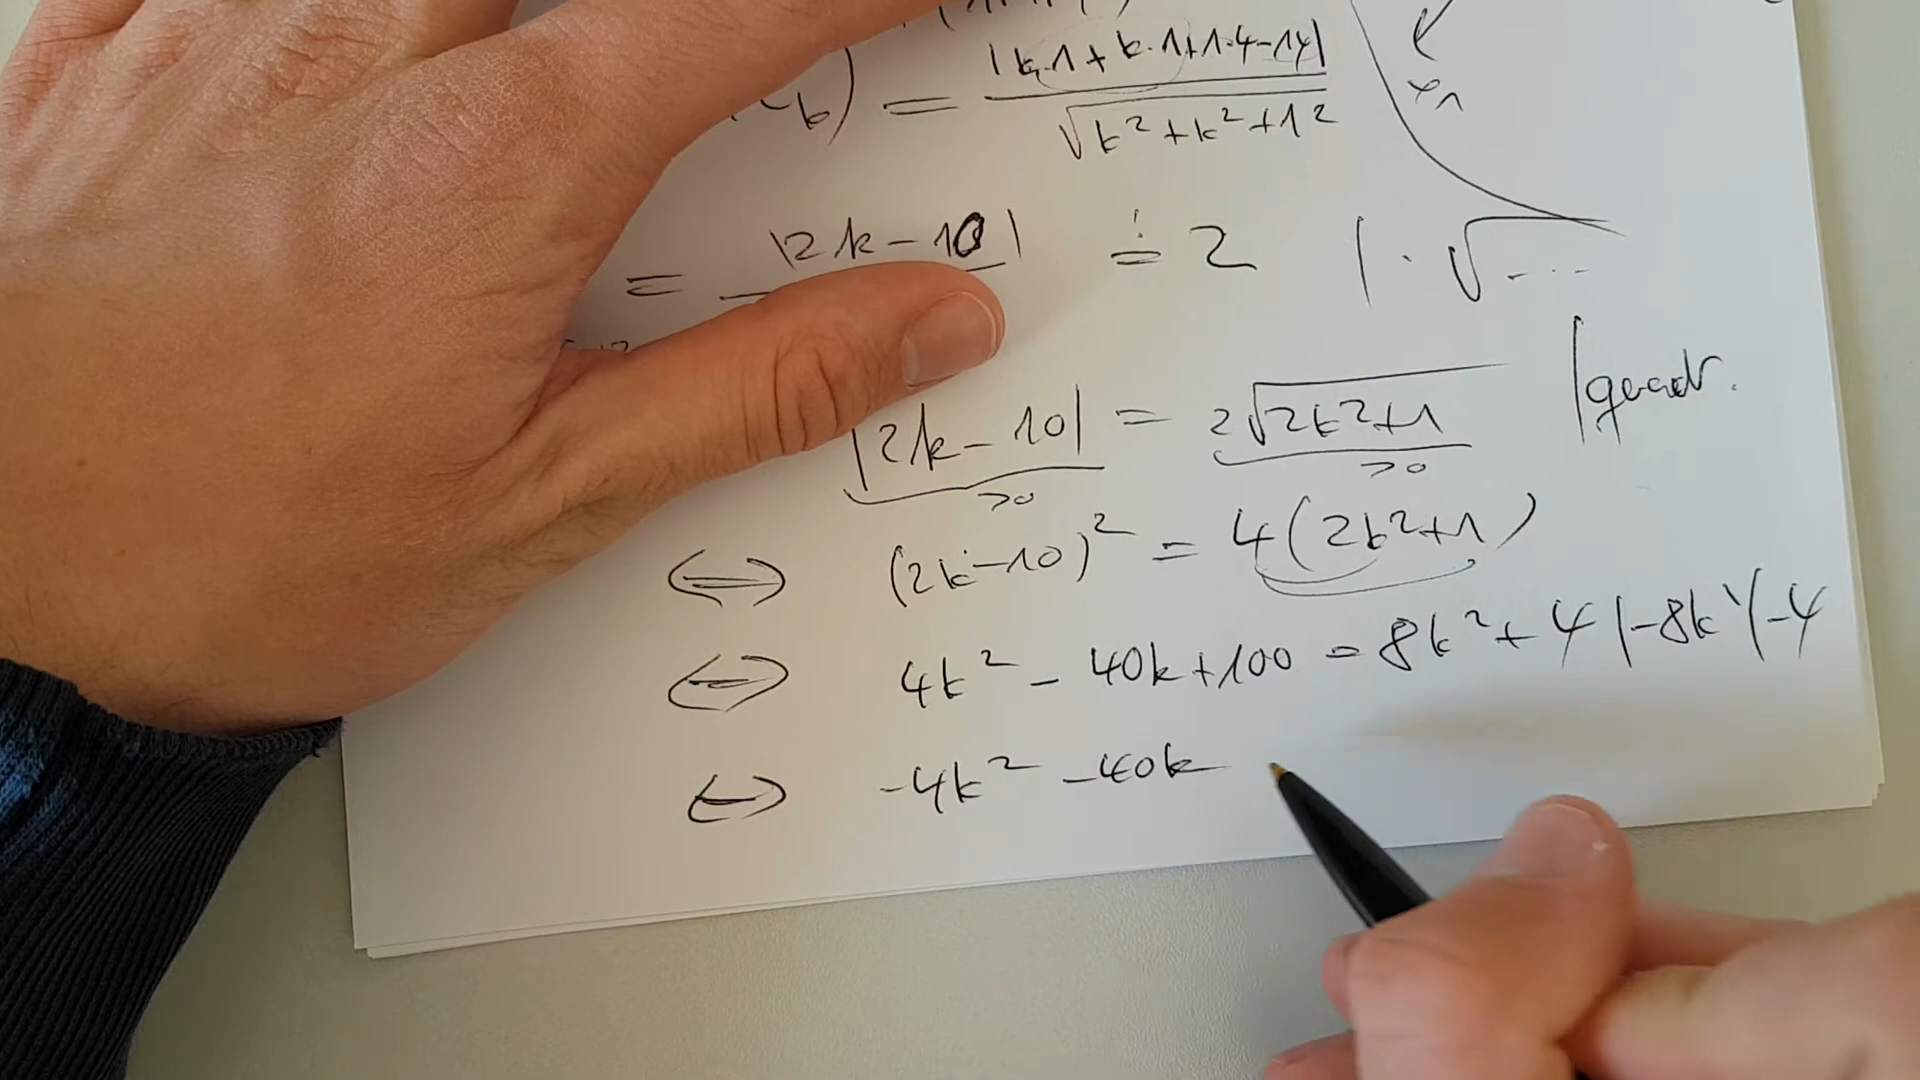 |k·1+k·1+1·4-14|
b) = √k²+k²+1² x₁
= |2k-10| ≐ 2 | · √...
|2k-10| = 2√2k²+1 | quadr.
>0 >0
⇔ (2k-10)² = 4(2k²+1)
⇔ 4k² - 40k+100 = 8k²+4 |-8k²|-4
⇔ -4k² -40k